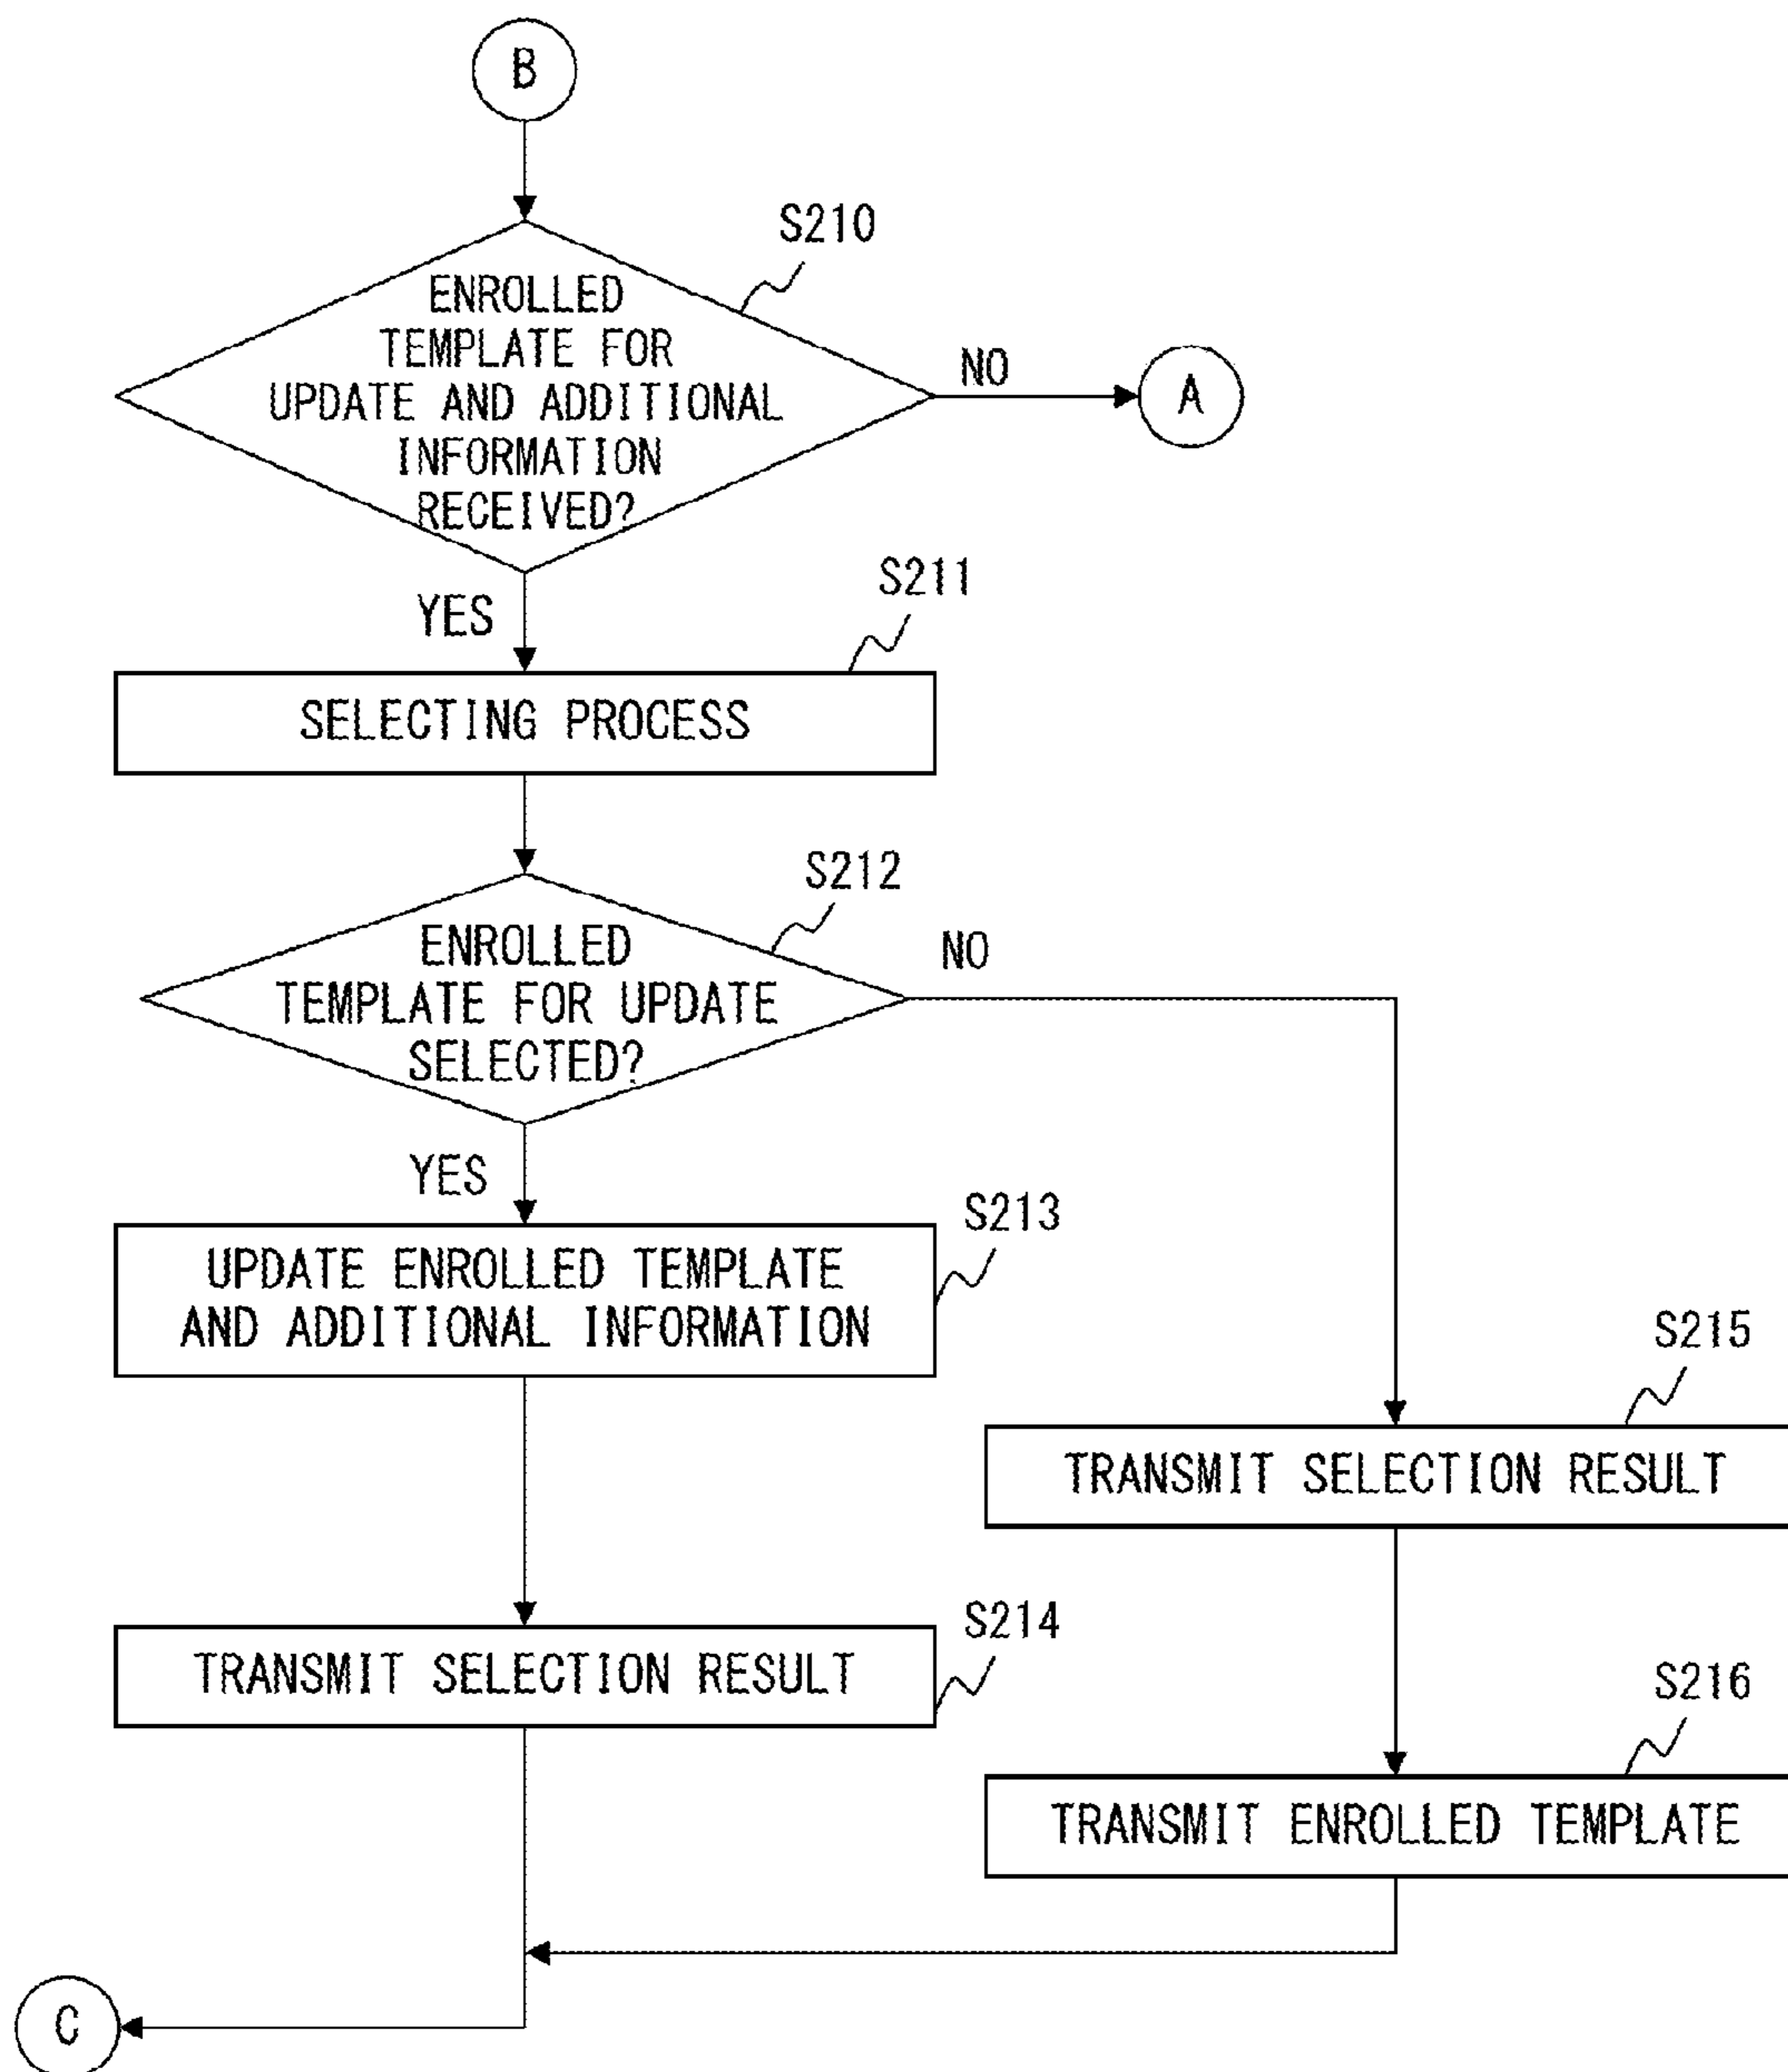 B
S210
ENROLLED
TEMPLATE FOR
UPDATE AND ADDITIONAL
INFORMATION
RECEIVED?
NO
A
YES
S211
SELECTING PROCESS
S212
ENROLLED
TEMPLATE FOR UPDATE
SELECTED?
NO
YES
S213
UPDATE ENROLLED TEMPLATE
AND ADDITIONAL INFORMATION
S215
TRANSMIT SELECTION RESULT
S214
TRANSMIT SELECTION RESULT
S216
TRANSMIT ENROLLED TEMPLATE
C